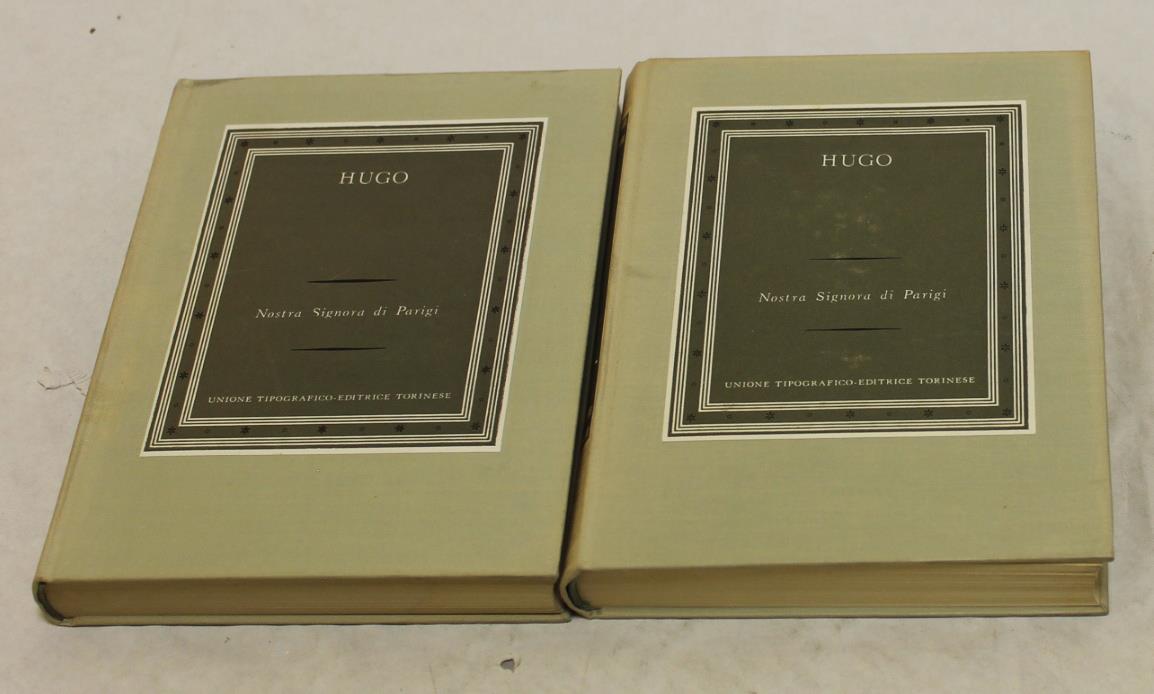 HUGO
Nostra Signora di Parigi
UNIONE TIPOGRAFICO-EDITRICE TORINESE
HUGO
Nostra Signora di Parigi
UNIONE TIPOGRAFICO-EDITRICE TORINESE